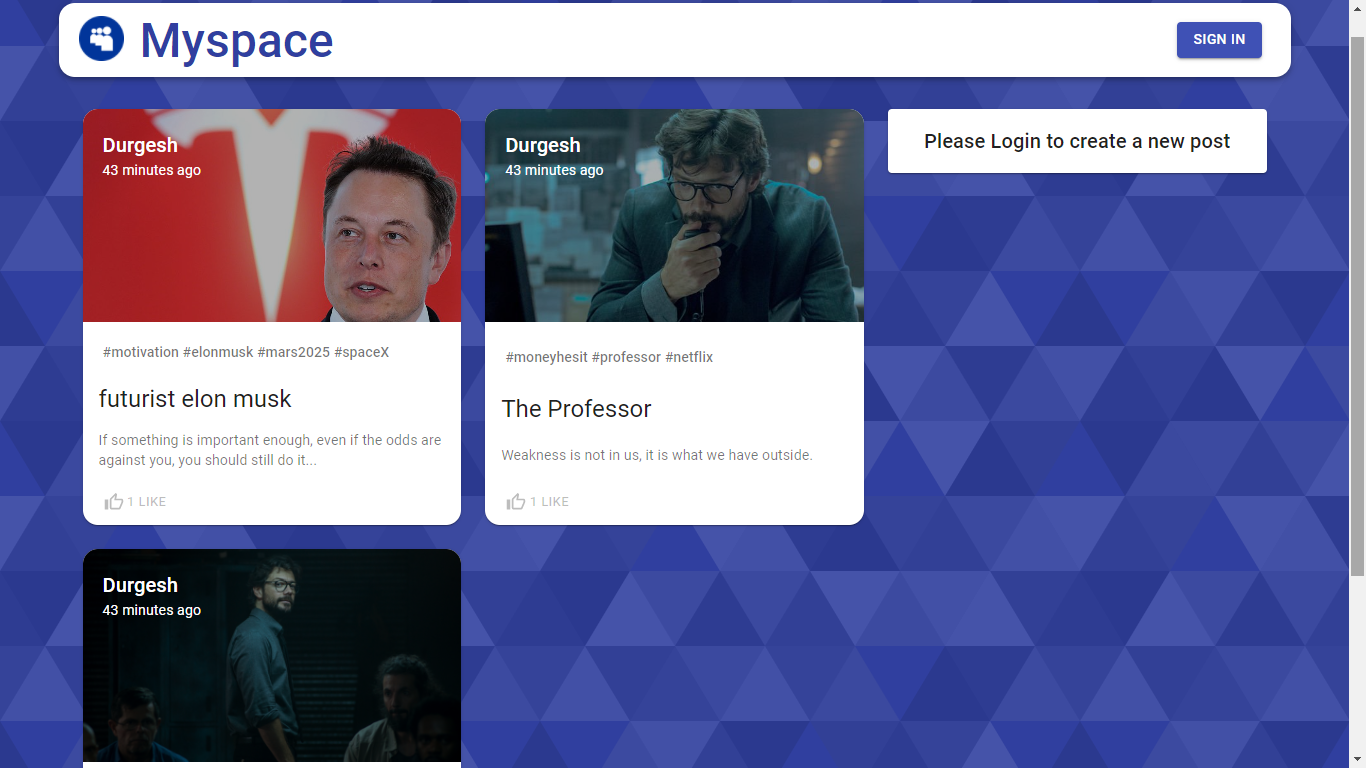 Myspace
SIGN IN
Durgesh
43 minutes ago
#motivation #elonmusk #mars2025 #spaceX
futurist elon musk
If something is important enough, even if the odds are
against you, you should still do it...
1 LIKE
Durgesh
43 minutes ago
#moneyhesit #professor #netflix
The Professor
Weakness is not in us, it is what we have outside.
1 LIKE
Please Login to create a new post
Durgesh
43 minutes ago